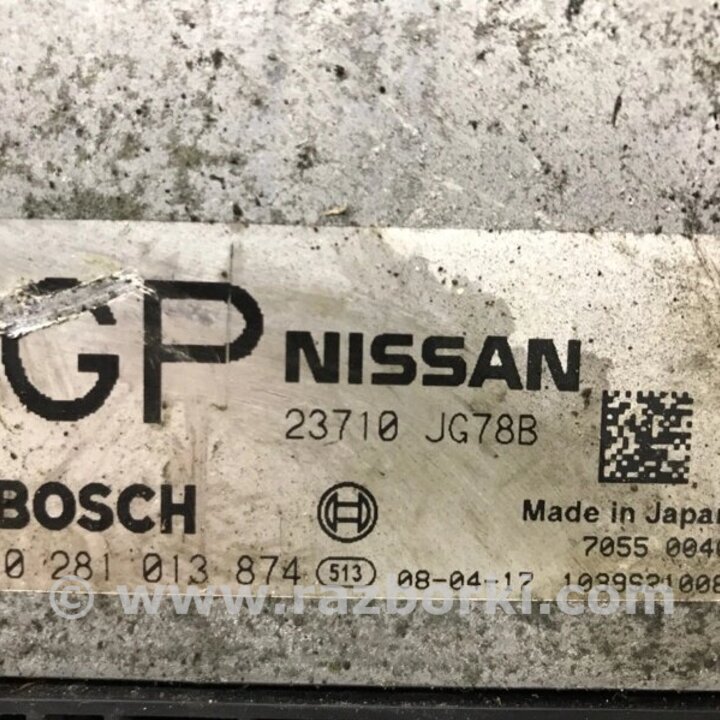 GP NISSAN
23710 JG78B
BOSCH
Made in Japan
7055 004
0 281 013 874 513 08-04-17
© www.razborki.com